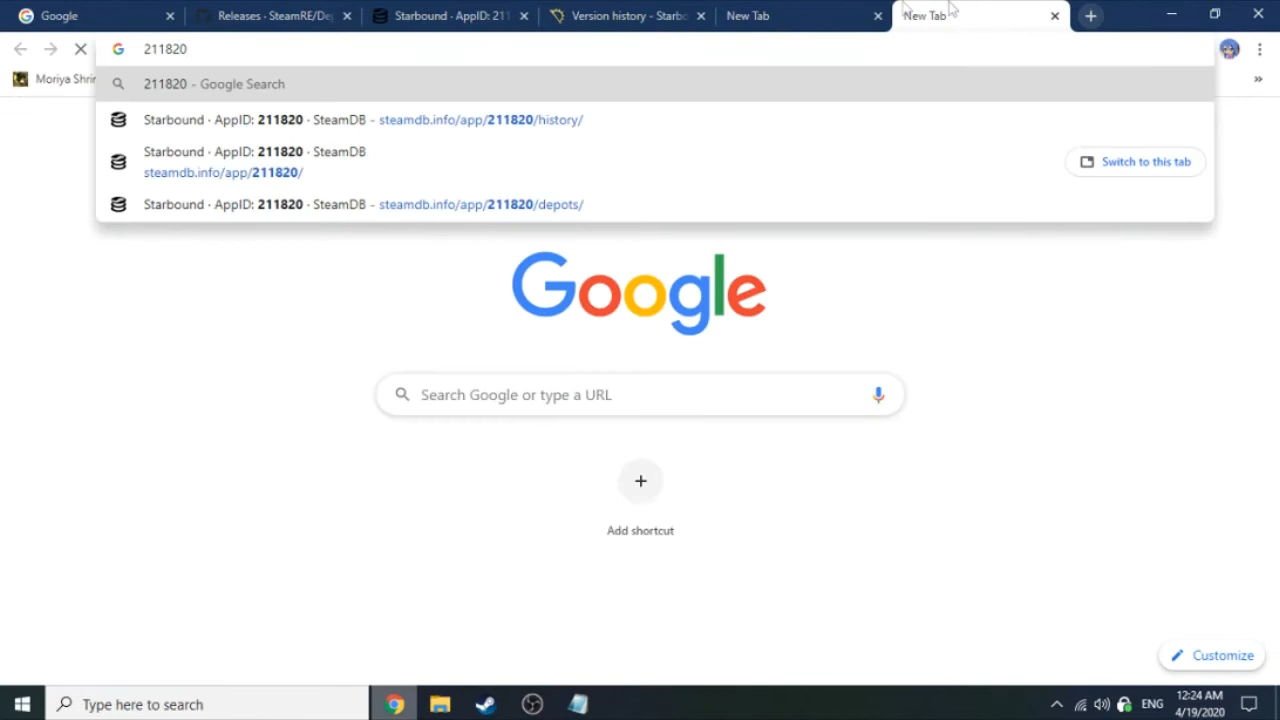 Google
Releases · SteamRE/De
Starbound · AppID: 211
Version history - Starbo
New Tab
New Tab
211820
Moriya Shrin
»
211820 - Google Search
Starbound · AppID: 211820 · SteamDB - steamdb.info/app/211820/history/
Starbound · AppID: 211820 · SteamDB
steamdb.info/app/211820/
Switch to this tab
Starbound · AppID: 211820 · SteamDB - steamdb.info/app/211820/depots/
Google
Search Google or type a URL
Add shortcut
Customize
Type here to search
ENG
12:24 AM
4/19/2020